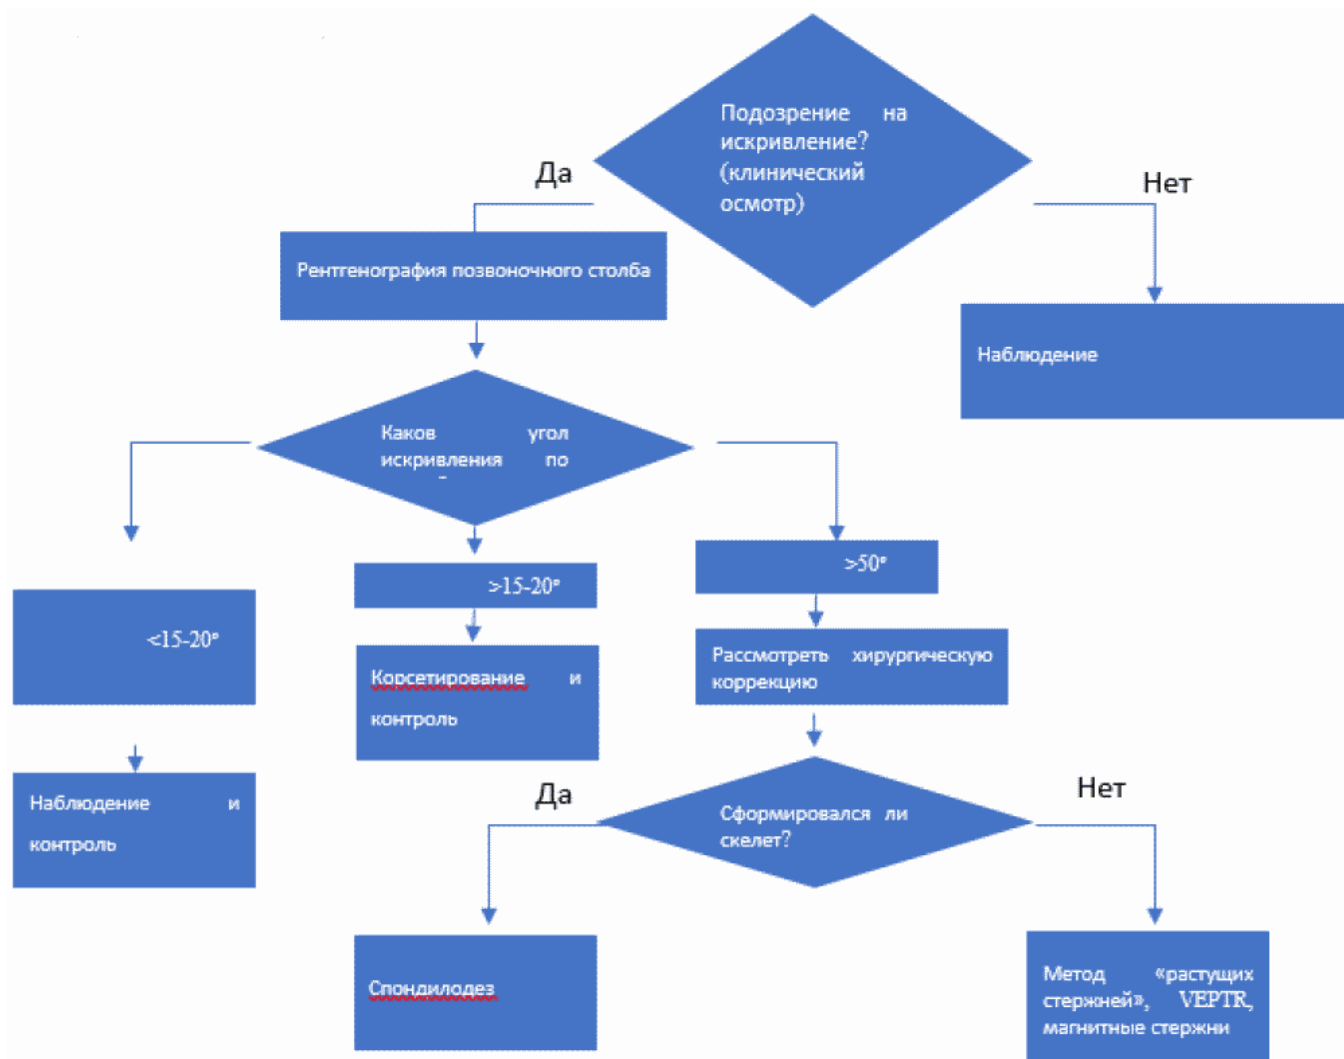 Подозрение на
искривление?
(клинический
осмотр)
Да
Нет
Рентгенография позвоночного столба
Наблюдение
Каков угол
искривления по
<15-20°
>15-20°
>50°
Корсетирование и
контроль
Рассмотреть хирургическую
коррекцию
Наблюдение и
контроль
Да
Нет
Сформировался ли
скелет?
Спондилодез
Метод «растущих
стержней», VEPTR,
магнитные стержни